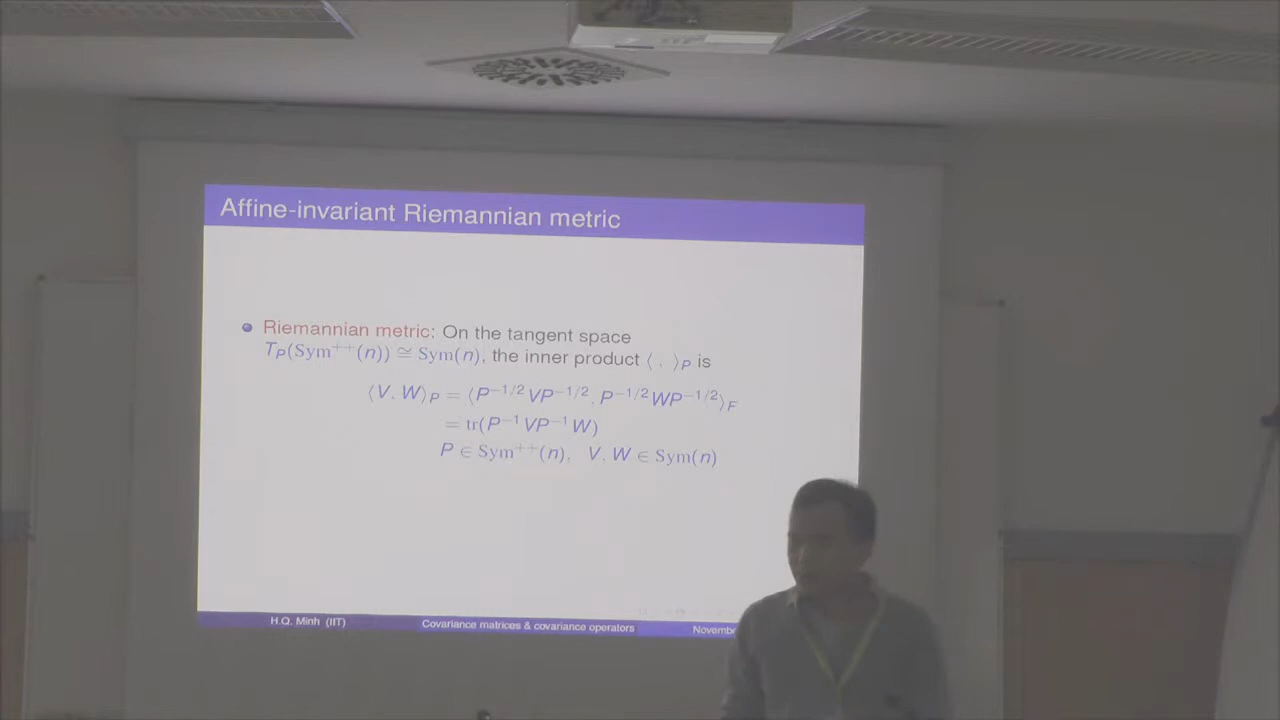 Affine-invariant Riemannian metric
Riemannian metric: On the tangent space
T_P(Sym^{++}(n)) ≅ Sym(n), the inner product ⟨ , ⟩_P is
⟨V, W⟩_P = ⟨P^{-1/2}VP^{-1/2}, P^{-1/2}WP^{-1/2}⟩_F
= tr(P^{-1}VP^{-1}W)
P ∈ Sym^{++}(n), V, W ∈ Sym(n)
H.Q. Minh (IIT) Covariance matrices & covariance operators